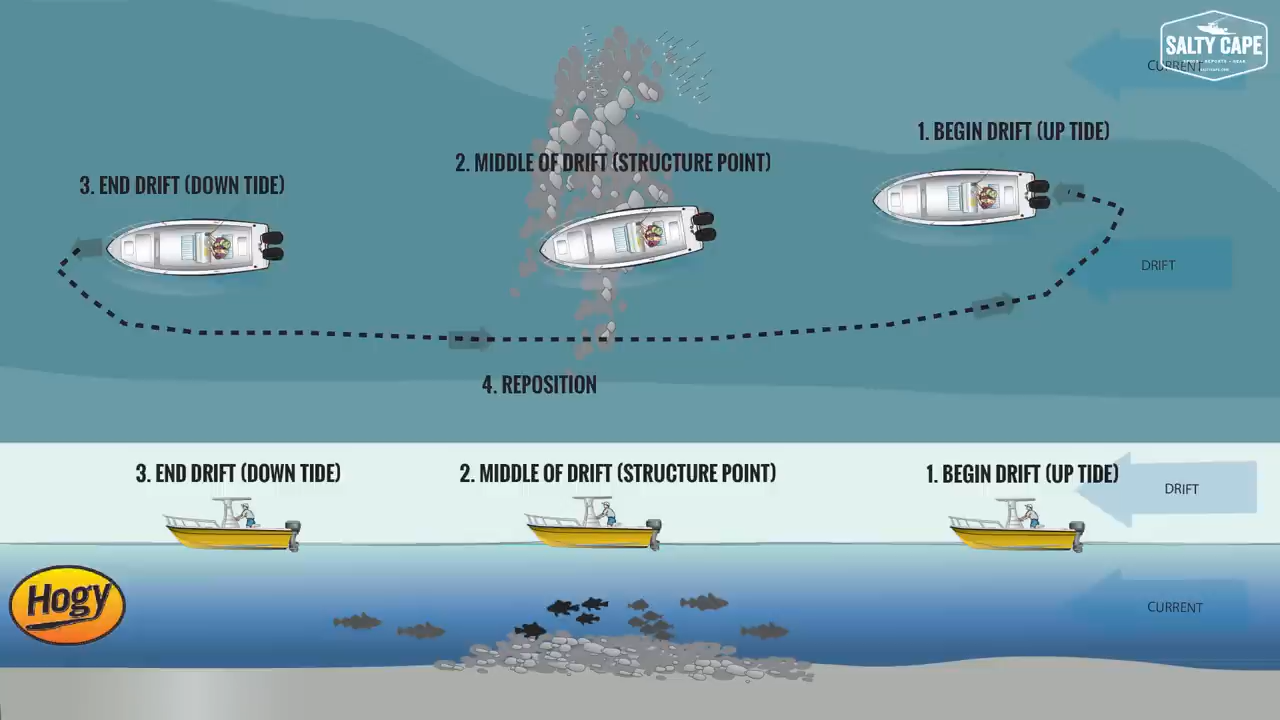 SALTY CAPE
CURRENT
1. BEGIN DRIFT (UP TIDE)
2. MIDDLE OF DRIFT (STRUCTURE POINT)
3. END DRIFT (DOWN TIDE)
DRIFT
4. REPOSITION
3. END DRIFT (DOWN TIDE)
2. MIDDLE OF DRIFT (STRUCTURE POINT)
1. BEGIN DRIFT (UP TIDE)
DRIFT
Hogy
CURRENT